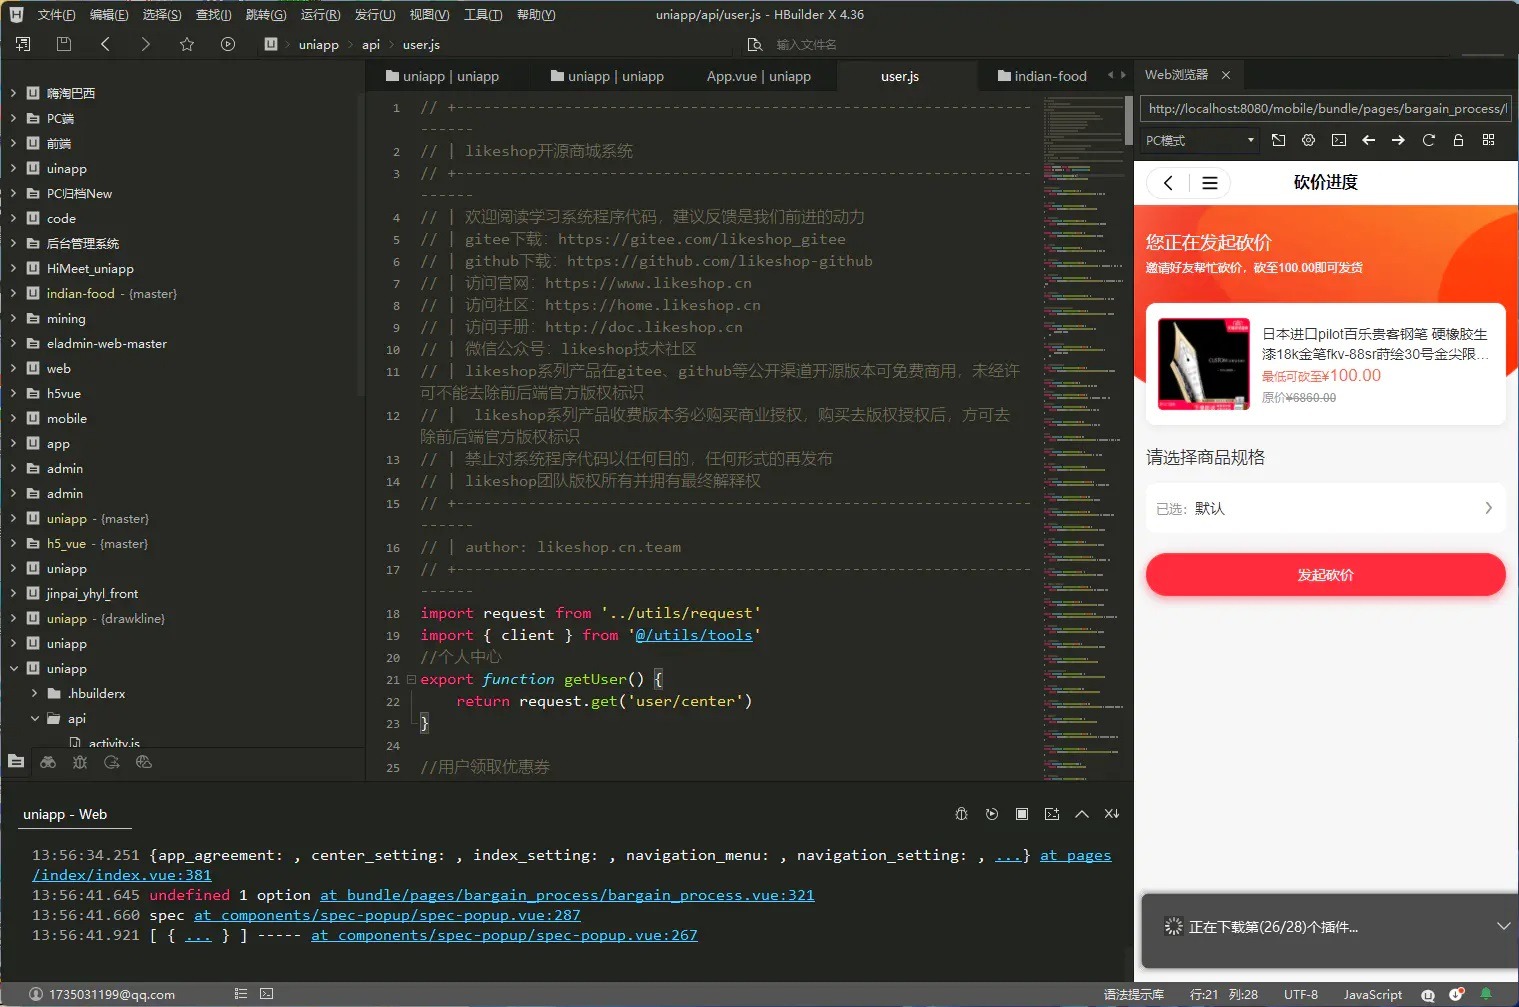 文件(F) 编辑(E) 选择(S) 查找(I) 跳转(G) 运行(R) 发行(U) 视图(V) 工具(T) 帮助(Y) uniapp/api/user.js - HBuilder X 4.36
uniapp api user.js 输入文件名
嗨淘巴西
PC端
前端
uinapp
PC归档New
code
后台管理系统
HiMeet_uniapp
indian-food - {master}
mining
eladmin-web-master
web
h5vue
mobile
app
admin
admin
uniapp - {master}
h5_vue - {master}
uniapp
jinpai_yhyl_front
uniapp - {drawkline}
uniapp
uniapp
.hbuilderx
api
activity.js
uniapp | uniapp uniapp | uniapp App.vue | uniapp user.js indian-food
1 // +----------------------------------------------------------------
------
2 // | likeshop开源商城系统
3 // +----------------------------------------------------------------
------
4 // | 欢迎阅读学习系统程序代码，建议反馈是我们前进的动力
5 // | gitee下载：https://gitee.com/likeshop_gitee
6 // | github下载：https://github.com/likeshop-github
7 // | 访问官网：https://www.likeshop.cn
8 // | 访问社区：https://home.likeshop.cn
9 // | 访问手册：http://doc.likeshop.cn
10 // | 微信公众号：likeshop技术社区
11 // | likeshop系列产品在gitee、github等公开渠道开源版本可免费商用，未经许
可不能去除前后端官方版权标识
12 // |  likeshop系列产品收费版本务必购买商业授权，购买去版权授权后，方可去
除前后端官方版权标识
13 // | 禁止对系统程序代码以任何目的，任何形式的再发布
14 // | likeshop团队版权所有并拥有最终解释权
15 // +----------------------------------------------------------------
------
16 // | author: likeshop.cn.team
17 // +----------------------------------------------------------------
------
18 import request from '../utils/request'
19 import { client } from '@/utils/tools'
20 //个人中心
21 export function getUser() {
22 return request.get('user/center')
23 }
24
25 //用户领取优惠券
Web浏览器
http://localhost:8080/mobile/bundle/pages/bargain_process/
PC模式
砍价进度
您正在发起砍价
邀请好友帮忙砍价，砍至100.00即可发货
日本进口pilot百乐贵客钢笔 硬橡胶生
漆18k金笔fkv-88sr莳绘30号金尖限...
最低可砍至¥100.00
原价¥6860.00
请选择商品规格
已选： 默认
发起砍价
正在下载第(26/28)个插件...
uniapp - Web
13:56:34.251 {app_agreement: , center_setting: , index_setting: , navigation_menu: , navigation_setting: , ...} at pages
/index/index.vue:381
13:56:41.645 undefined 1 option at bundle/pages/bargain_process/bargain_process.vue:321
13:56:41.660 spec at components/spec-popup/spec-popup.vue:287
13:56:41.921 [ { ... } ] ----- at components/spec-popup/spec-popup.vue:267
1735031199@qq.com 语法提示库 行:21 列:28 UTF-8 JavaScript